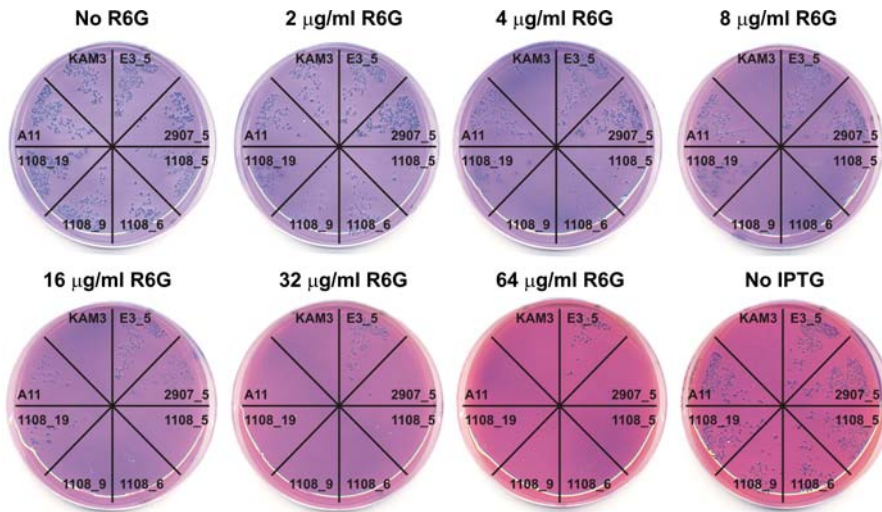 No R6G
2 μg/ml R6G
4 μg/ml R6G
8 μg/ml R6G
KAM3 E3_5
A11 2907_5
1108_19 1108_5
1108_9 1108_6
KAM3 E3_5
A11 2907_5
1108_19 1108_5
1108_9 1108_6
KAM3 E3_5
A11 2907_5
1108_19 1108_5
1108_9 1108_6
KAM3 E3_5
A11 2907_5
1108_19 1108_5
1108_9 1108_6
16 μg/ml R6G
32 μg/ml R6G
64 μg/ml R6G
No IPTG
KAM3 E3_5
A11 2907_5
1108_19 1108_5
1108_9 1108_6
KAM3 E3_5
A11 2907_5
1108_19 1108_5
1108_9 1108_6
KAM3 E3_5
A11 2907_5
1108_19 1108_5
1108_9 1108_6
KAM3 E3_5
A11 2907_5
1108_19 1108_5
1108_9 1108_6